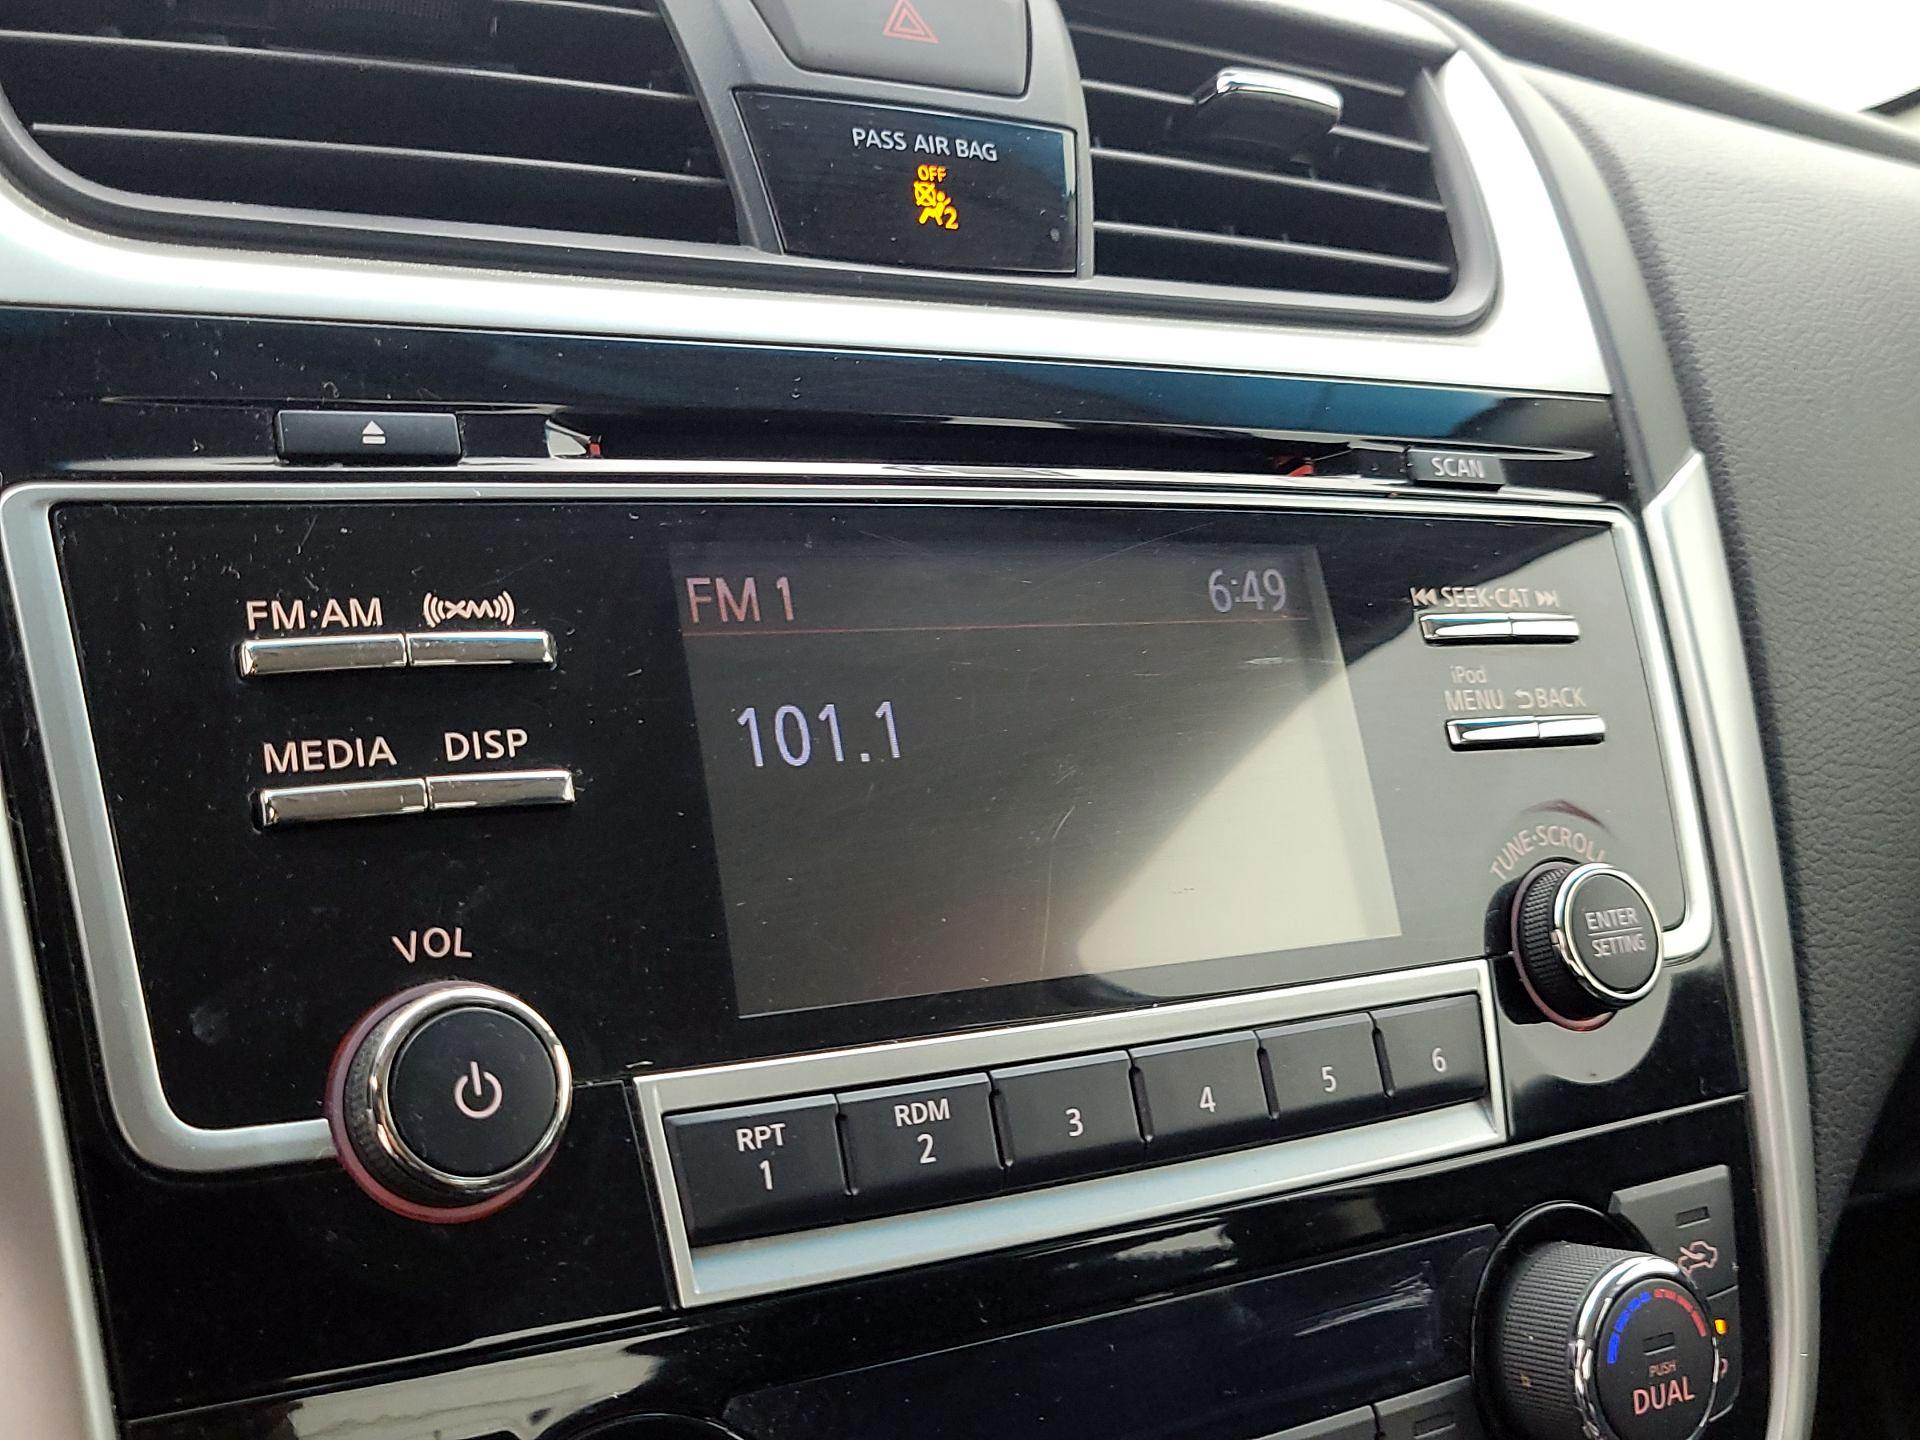 PASS AIR BAG
OFF
2
SCAN
FM·AM
((XM))
FM 1
6:49
SEEK·CAT
iPod
MENU
BACK
101.1
MEDIA
DISP
TUNE·SCROLL
ENTER
SETTING
VOL
RPT
1
RDM
2
3
4
5
6
PUSH
DUAL